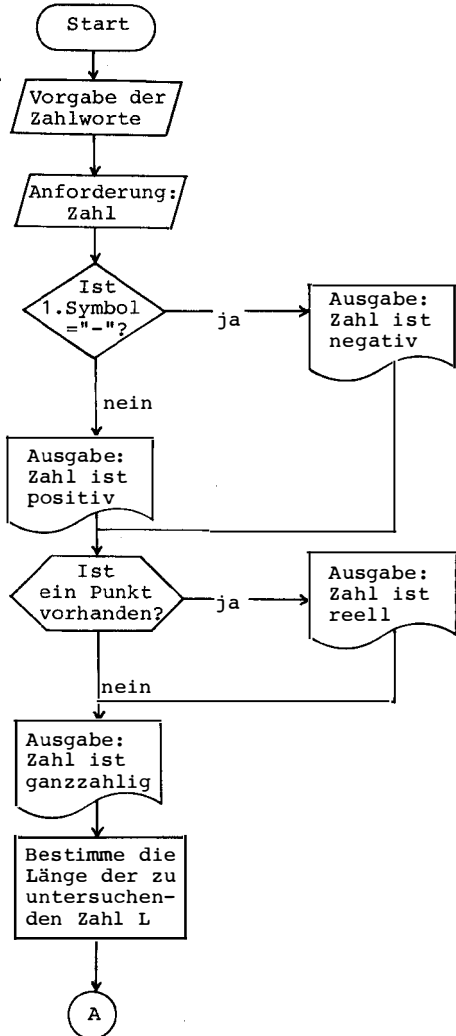 Start
Vorgabe der
Zahlworte
Anforderung:
Zahl
Ist
1.Symbol
="-"?
ja
Ausgabe:
Zahl ist
negativ
nein
Ausgabe:
Zahl ist
positiv
Ist
ein Punkt
vorhanden?
ja
Ausgabe:
Zahl ist
reell
nein
Ausgabe:
Zahl ist
ganzzahlig
Bestimme die
Länge der zu
untersuchen-
den Zahl L
A